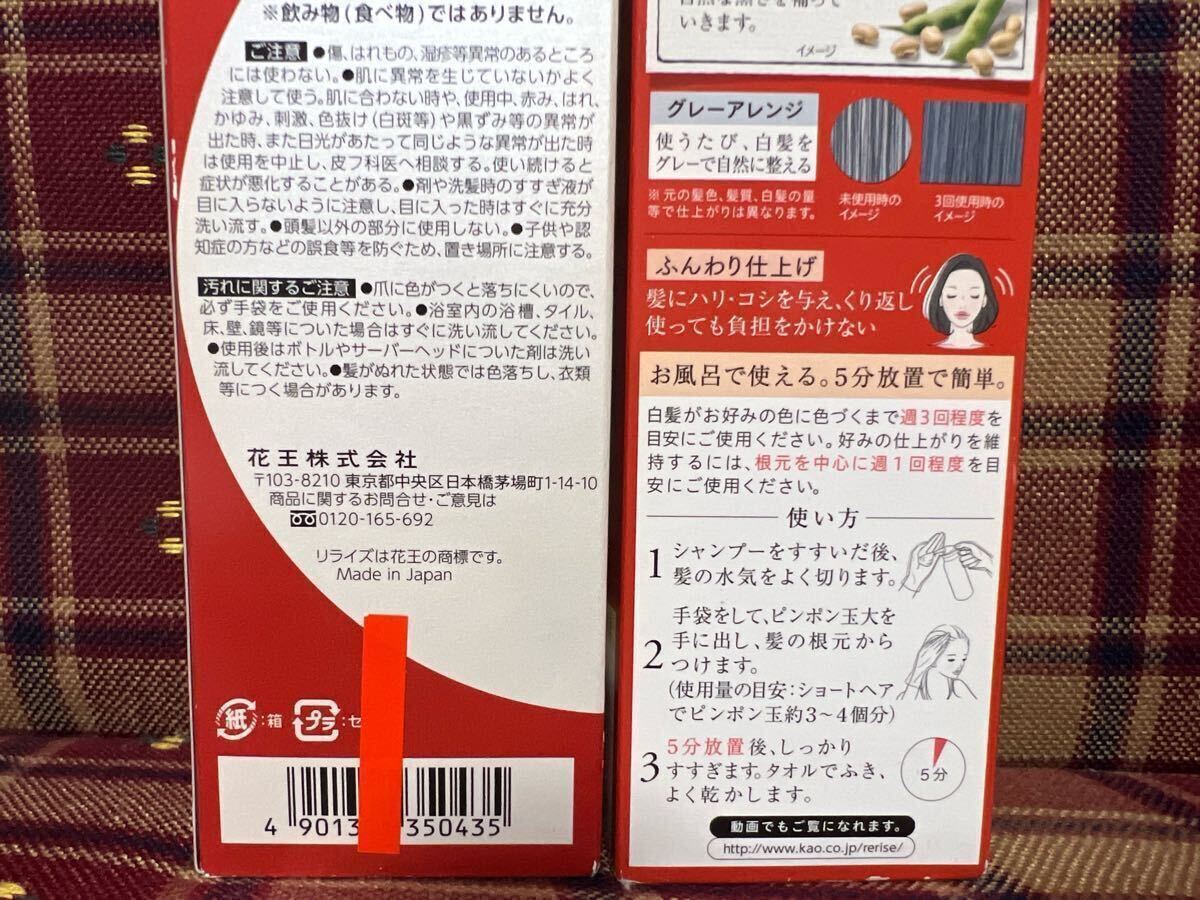 ※飲み物(食べ物)ではありません。
ご注意 ●傷、はれもの、湿疹等異常のあるところ
には使わない。●肌に異常を生じていないかよく
注意して使う。肌に合わない時や、使用中、赤み、はれ、
かゆみ、刺激、色抜け(白斑等)や黒ずみ等の異常が
出た時、また日光があたって同じような異常が出た時
は使用を中止し、皮フ科医へ相談する。使い続けると
症状が悪化することがある。●剤や洗髪時のすすぎ液が
目に入らないように注意し、目に入った時はすぐに充分
洗い流す。●頭髪以外の部分に使用しない。●子供や認
知症の方などの誤食等を防ぐため、置き場所に注意する。
汚れに関するご注意 ●爪に色がつくと落ちにくいので、
必ず手袋をご使用ください。●浴室内の浴槽、タイル、
床、壁、鏡等についた場合はすぐに洗い流してください。
●使用後はボトルやサーバーヘッドについた剤は洗い
流してください。●髪がぬれた状態では色落ちし、衣類
等につく場合があります。
花王株式会社
〒103-8210 東京都中央区日本橋茅場町1-14-10
商品に関するお問合せ・ご意見は
0120-165-692
リライズは花王の商標です。
Made in Japan
紙:箱 プラ:セ
4 9013 350435
いきます。
イメージ
グレーアレンジ
使うたび、白髪を
グレーで自然に整える
※元の髪色、髪質、白髪の量
等で仕上がりは異なります。
未使用時の
イメージ
3回使用時の
イメージ
ふんわり仕上げ
髪にハリ・コシを与え、くり返し
使っても負担をかけない
お風呂で使える。5分放置で簡単。
白髪がお好みの色に色づくまで週3回程度を
目安にご使用ください。好みの仕上がりを維
持するには、根元を中心に週1回程度を目
安にご使用ください。
使い方
1 シャンプーをすすいだ後、
髪の水気をよく切ります。
2 手袋をして、ピンポン玉大を
手に出し、髪の根元から
つけます。
(使用量の目安:ショートヘア
でピンポン玉約3〜4個分)
3 5分放置後、しっかり
すすぎます。タオルでふき、
よく乾かします。
5分
動画でもご覧になれます。
http://www.kao.co.jp/rerise/